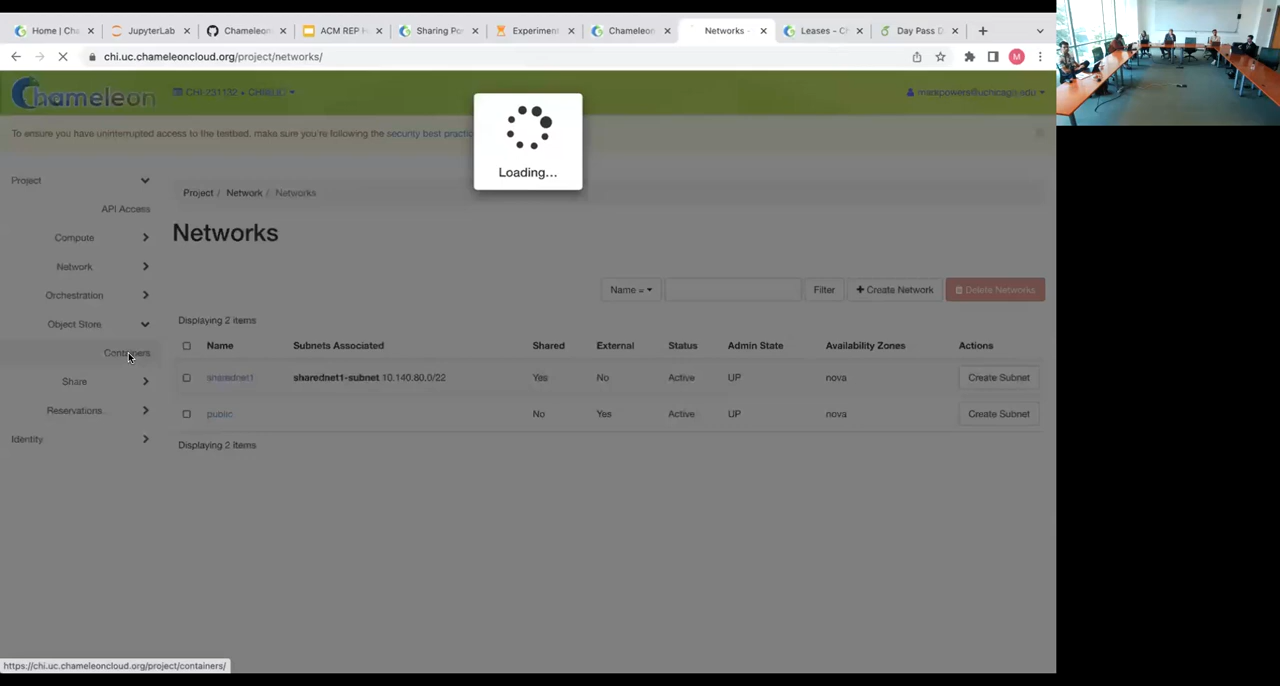 Home | Cha
JupyterLab
Chameleon
ACM REP H
Sharing Po
Experiment
Chameleon
Networks -
Leases - Ch
Day Pass D
chi.uc.chameleoncloud.org/project/networks/
M
Chameleon
To ensure you have uninterrupted access to the testbed, make sure you're following the security best practic
Loading...
Project
API Access
Compute
Network
Orchestration
Object Store
Containers
Share
Reservations
Identity
Project / Network / Networks
Networks
Name =
Filter
+ Create Network
Delete Networks
Displaying 2 items
Name Subnets Associated Shared External Status Admin State Availability Zones Actions
sharednet1 sharednet1-subnet 10.140.80.0/22 Yes No Active UP nova Create Subnet
public No Yes Active UP nova Create Subnet
Displaying 2 items
https://chi.uc.chameleoncloud.org/project/containers/